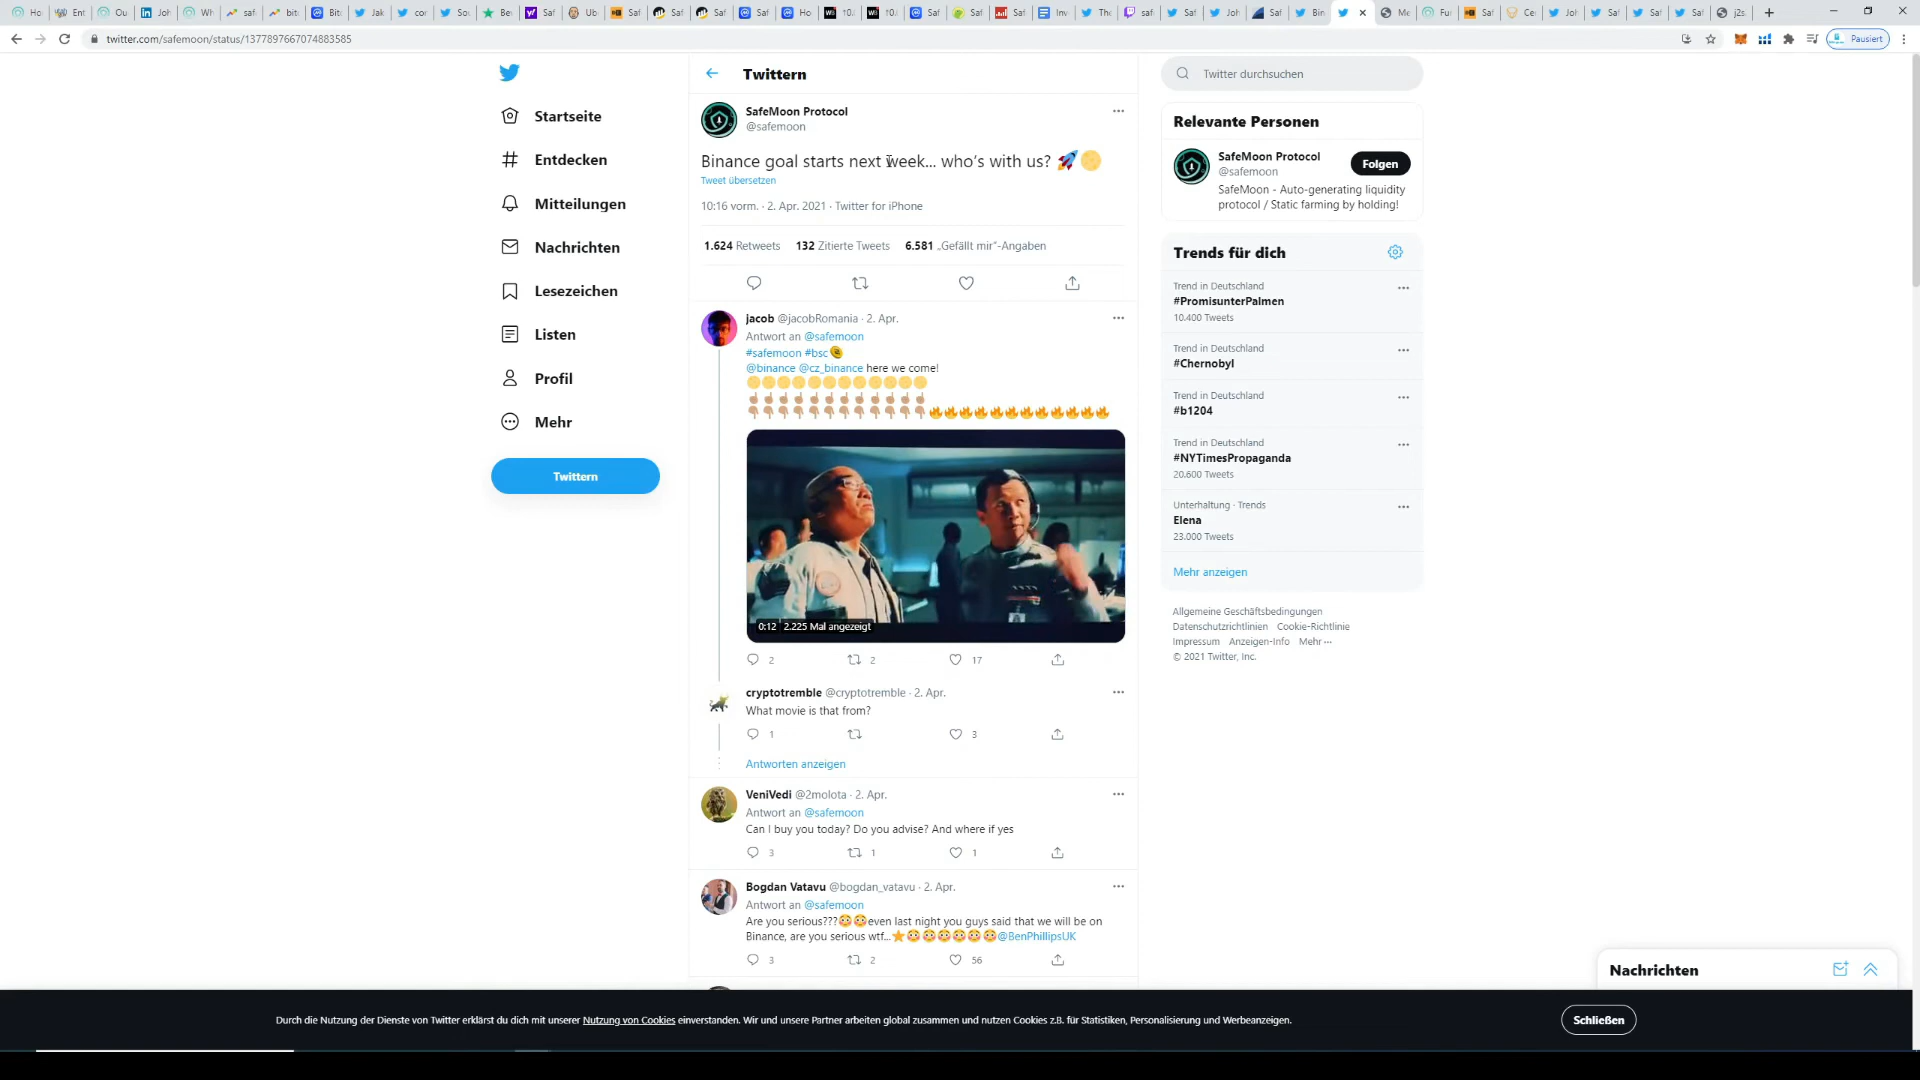 twitter.com/safemoon/status/1377897667074883585
Pausiert
Startseite
Entdecken
Mitteilungen
Nachrichten
Lesezeichen
Listen
Profil
Mehr
Twittern
Twittern
SafeMoon Protocol
@safemoon
Binance goal starts next week... who's with us? 🚀🌕
Tweet übersetzen
10:16 vorm. · 2. Apr. 2021 · Twitter for iPhone
1.624 Retweets 132 Zitierte Tweets 6.581 „Gefällt mir"-Angaben
jacob @jacobRomania · 2. Apr.
Antwort an @safemoon
#safemoon #bsc
@binance @cz_binance here we come!
0:12 2.225 Mal angezeigt
2 2 17
cryptotremble @cryptotremble · 2. Apr.
What movie is that from?
1 3
Antworten anzeigen
VeniVedi @2molota · 2. Apr.
Antwort an @safemoon
Can I buy you today? Do you advise? And where if yes
3 1 1
Bogdan Vatavu @bogdan_vatavu · 2. Apr.
Antwort an @safemoon
Are you serious???😳😳even last night you guys said that we will be on
Binance, are you serious wtf...⭐😳😳😳😳😳😳@BenPhillipsUK
3 2 56
Twitter durchsuchen
Relevante Personen
SafeMoon Protocol
@safemoon
Folgen
SafeMoon - Auto-generating liquidity
protocol / Static farming by holding!
Trends für dich
Trend in Deutschland
#PromisunterPalmen
10.400 Tweets
Trend in Deutschland
#Chernobyl
Trend in Deutschland
#b1204
Trend in Deutschland
#NYTimesPropaganda
20.600 Tweets
Unterhaltung · Trends
Elena
23.000 Tweets
Mehr anzeigen
Allgemeine Geschäftsbedingungen
Datenschutzrichtlinien Cookie-Richtlinie
Impressum Anzeigen-Info Mehr ···
© 2021 Twitter, Inc.
Nachrichten
Durch die Nutzung der Dienste von Twitter erklärst du dich mit unserer Nutzung von Cookies einverstanden. Wir und unsere Partner arbeiten global zusammen und nutzen Cookies z.B. für Statistiken, Personalisierung und Werbeanzeigen.
Schließen